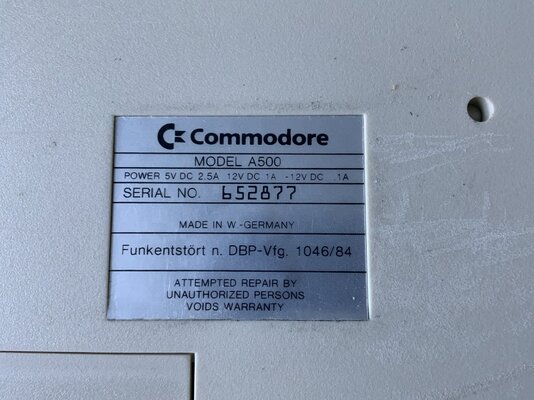 Commodore
MODEL A500
POWER 5V DC 2.5A 12V DC 1A -12V DC .1A
SERIAL NO. 652877
MADE IN W.-GERMANY
Funkentstört n. DBP-Vfg. 1046/84
ATTEMPTED REPAIR BY
UNAUTHORIZED PERSONS
VOIDS WARRANTY